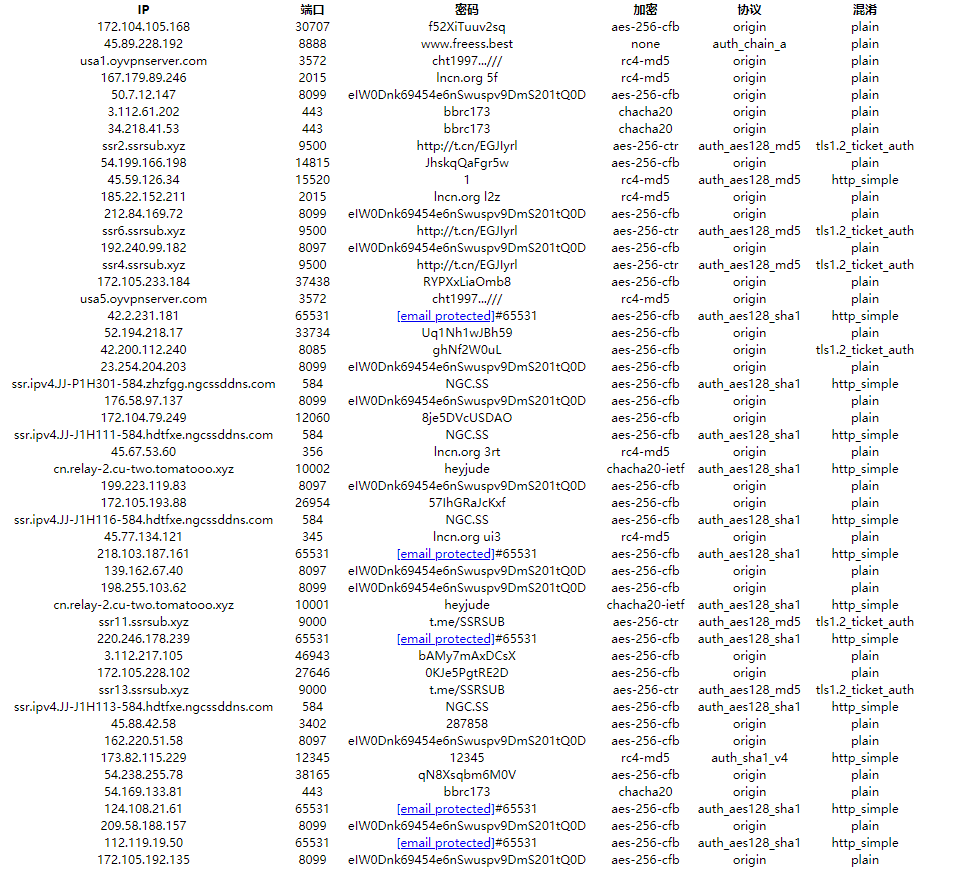 IP 端口 密码 加密 协议 混淆
172.104.105.168 30707 f52XiTuuv2sq aes-256-cfb origin plain
45.89.228.192 8888 www.freess.best none auth_chain_a plain
usa1.oyvpnserver.com 3572 cht1997.../// rc4-md5 origin plain
167.179.89.246 2015 lncn.org 5f rc4-md5 origin plain
50.7.12.147 8099 eIW0Dnk69454e6nSwuspv9DmS201tQ0D aes-256-cfb origin plain
3.112.61.202 443 bbrc173 chacha20 origin plain
34.218.41.53 443 bbrc173 chacha20 origin plain
ssr2.ssrsub.xyz 9500 http://t.cn/EGJIyrl aes-256-ctr auth_aes128_md5 tls1.2_ticket_auth
54.199.166.198 14815 JhskqQaFgr5w aes-256-cfb origin plain
45.59.126.34 15520 1 rc4-md5 auth_aes128_md5 http_simple
185.22.152.211 2015 lncn.org l2z rc4-md5 origin plain
212.84.169.72 8099 eIW0Dnk69454e6nSwuspv9DmS201tQ0D aes-256-cfb origin plain
ssr6.ssrsub.xyz 9500 http://t.cn/EGJIyrl aes-256-ctr auth_aes128_md5 tls1.2_ticket_auth
192.240.99.182 8097 eIW0Dnk69454e6nSwuspv9DmS201tQ0D aes-256-cfb origin plain
ssr4.ssrsub.xyz 9500 http://t.cn/EGJIyrl aes-256-ctr auth_aes128_md5 tls1.2_ticket_auth
172.105.233.184 37438 RYPXxLiaOmb8 aes-256-cfb origin plain
usa5.oyvpnserver.com 3572 cht1997.../// rc4-md5 origin plain
42.2.231.181 65531 [email protected]#65531 aes-256-cfb auth_aes128_sha1 http_simple
52.194.218.17 33734 Uq1Nh1wJBh59 aes-256-cfb origin plain
42.200.112.240 8085 ghNf2W0uL aes-256-cfb origin tls1.2_ticket_auth
23.254.204.203 8099 eIW0Dnk69454e6nSwuspv9DmS201tQ0D aes-256-cfb origin plain
ssr.ipv4.JJ-P1H301-584.zhzfgg.ngcssddns.com 584 NGC.SS aes-256-cfb auth_aes128_sha1 http_simple
176.58.97.137 8099 eIW0Dnk69454e6nSwuspv9DmS201tQ0D aes-256-cfb origin plain
172.104.79.249 12060 8je5DVcUSDAO aes-256-cfb origin plain
ssr.ipv4.JJ-J1H111-584.hdtfxe.ngcssddns.com 584 NGC.SS aes-256-cfb auth_aes128_sha1 http_simple
45.67.53.60 356 lncn.org 3rt rc4-md5 origin plain
cn.relay-2.cu-two.tomatooo.xyz 10002 heyjude chacha20-ietf auth_aes128_sha1 http_simple
199.223.119.83 8097 eIW0Dnk69454e6nSwuspv9DmS201tQ0D aes-256-cfb origin plain
172.105.193.88 26954 57IhGRaJcKxf aes-256-cfb origin plain
ssr.ipv4.JJ-J1H116-584.hdtfxe.ngcssddns.com 584 NGC.SS aes-256-cfb auth_aes128_sha1 http_simple
45.77.134.121 345 lncn.org ui3 rc4-md5 origin plain
218.103.187.161 65531 [email protected]#65531 aes-256-cfb auth_aes128_sha1 http_simple
139.162.67.40 8097 eIW0Dnk69454e6nSwuspv9DmS201tQ0D aes-256-cfb origin plain
198.255.103.62 8099 eIW0Dnk69454e6nSwuspv9DmS201tQ0D aes-256-cfb origin plain
cn.relay-2.cu-two.tomatooo.xyz 10001 heyjude chacha20-ietf auth_aes128_sha1 http_simple
ssr11.ssrsub.xyz 9000 t.me/SSRSUB aes-256-ctr auth_aes128_md5 tls1.2_ticket_auth
220.246.178.239 65531 [email protected]#65531 aes-256-cfb auth_aes128_sha1 http_simple
3.112.217.105 46943 bAMy7mAxDCsX aes-256-cfb origin plain
172.105.228.102 27646 0KJe5PgtRE2D aes-256-cfb origin plain
ssr13.ssrsub.xyz 9000 t.me/SSRSUB aes-256-ctr auth_aes128_md5 tls1.2_ticket_auth
ssr.ipv4.JJ-J1H113-584.hdtfxe.ngcssddns.com 584 NGC.SS aes-256-cfb auth_aes128_sha1 http_simple
45.88.42.58 3402 287858 aes-256-cfb origin plain
162.220.51.58 8097 eIW0Dnk69454e6nSwuspv9DmS201tQ0D aes-256-cfb origin plain
173.82.115.229 12345 12345 rc4-md5 auth_sha1_v4 http_simple
54.238.255.78 38165 qN8Xsqbm6M0V aes-256-cfb origin plain
54.169.133.81 443 bbrc173 chacha20 origin plain
124.108.21.61 65531 [email protected]#65531 aes-256-cfb auth_aes128_sha1 http_simple
209.58.188.157 8099 eIW0Dnk69454e6nSwuspv9DmS201tQ0D aes-256-cfb origin plain
112.119.19.50 65531 [email protected]#65531 aes-256-cfb auth_aes128_sha1 http_simple
172.105.192.135 8099 eIW0Dnk69454e6nSwuspv9DmS201tQ0D aes-256-cfb origin plain